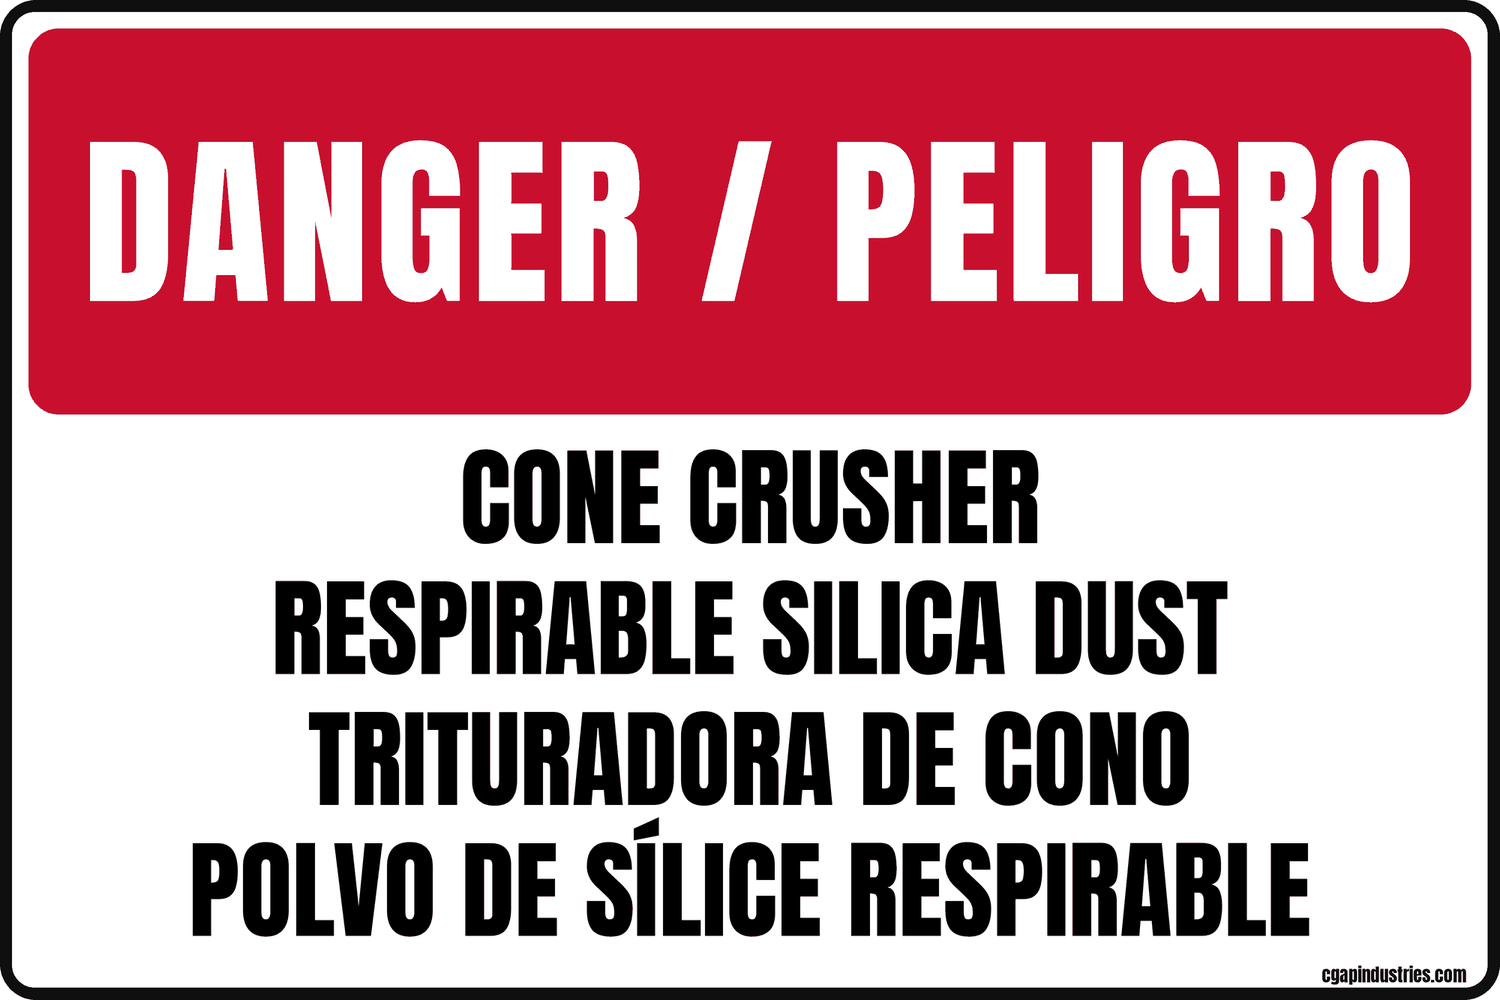 DANGER / PELIGRO
CONE CRUSHER
RESPIRABLE SILICA DUST
TRITURADORA DE CONO
POLVO DE SÍLICE RESPIRABLE
cgapindustries.com